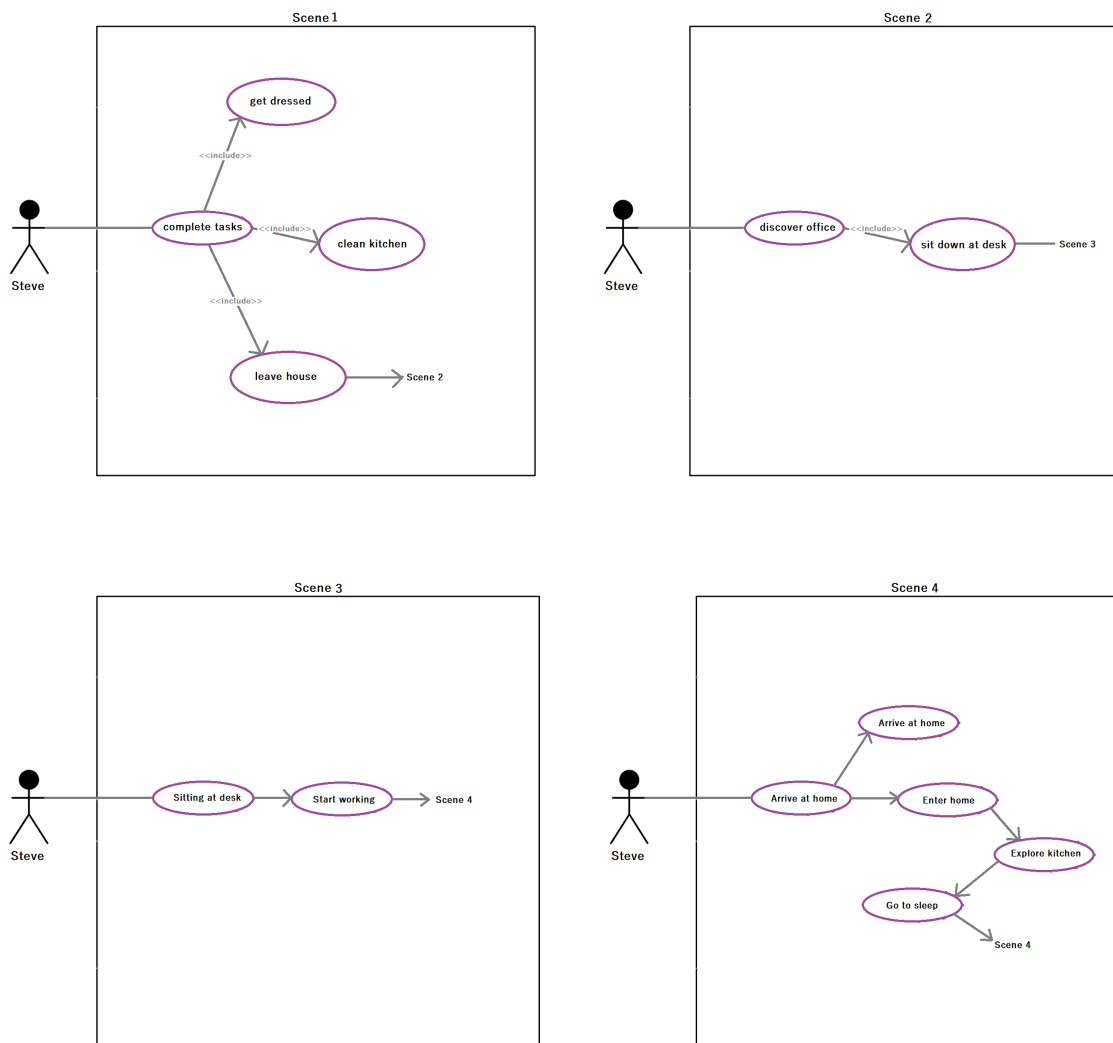 Scene 1
get dressed
<<include>>
complete tasks
<<include>>
clean kitchen
Steve
<<include>>
leave house
Scene 2
Scene 2
discover office
<<include>>
sit down at desk
Scene 3
Steve
Scene 3
Sitting at desk
Start working
Scene 4
Steve
Scene 4
Arrive at home
Arrive at home
Enter home
Explore kitchen
Steve
Go to sleep
Scene 4